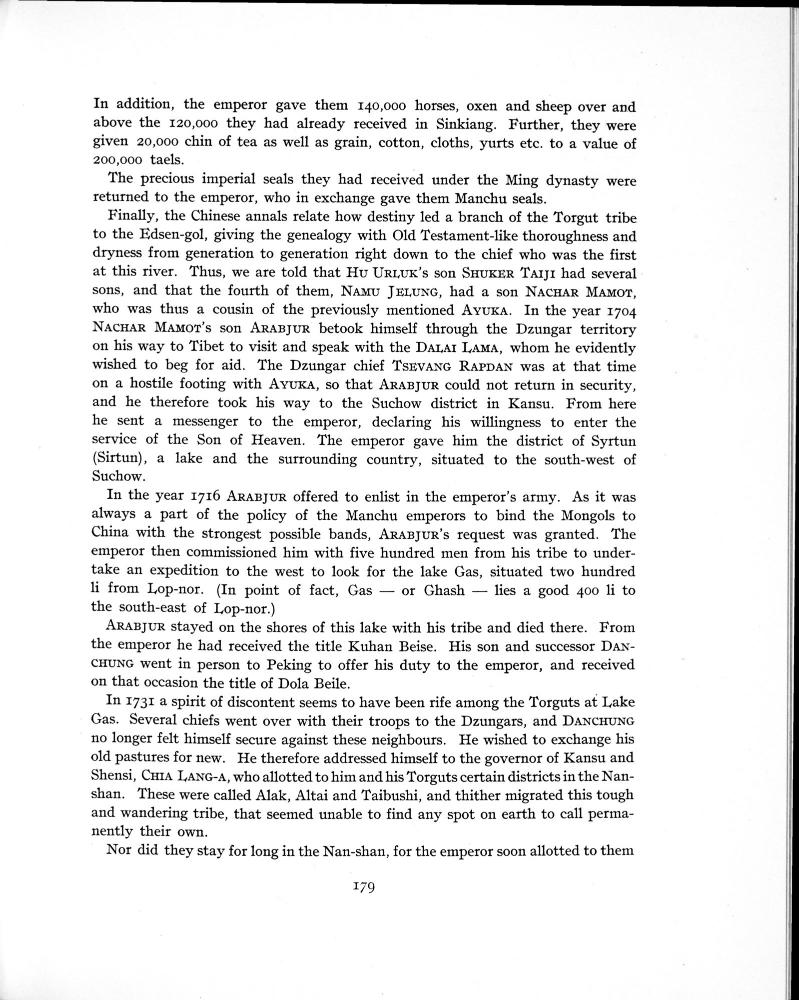 In addition, the emperor gave them 140,000 horses, oxen and sheep over and
above the 120,000 they had already received in Sinkiang. Further, they were
given 20,000 chin of tea as well as grain, cotton, cloths, yurts etc. to a value of
200,000 taels.
The precious imperial seals they had received under the Ming dynasty were
returned to the emperor, who in exchange gave them Manchu seals.
Finally, the Chinese annals relate how destiny led a branch of the Torgut tribe
to the Edsen-gol, giving the genealogy with Old Testament-like thoroughness and
dryness from generation to generation right down to the chief who was the first
at this river. Thus, we are told that HU URLUK's son SHUKER TAIJI had several
sons, and that the fourth of them, NAMU JELUNG, had a son NACHAR MAMOT,
who was thus a cousin of the previously mentioned AYUKA. In the year 1704
NACHAR MAMOT's son ARABJUR betook himself through the Dzungar territory
on his way to Tibet to visit and speak with the DALAI LAMA, whom he evidently
wished to beg for aid. The Dzungar chief TSEVANG RAPDAN was at that time
on a hostile footing with AYUKA, so that ARABJUR could not return in security,
and he therefore took his way to the Suchow district in Kansu. From here
he sent a messenger to the emperor, declaring his willingness to enter the
service of the Son of Heaven. The emperor gave him the district of Syrtun
(Sirtun), a lake and the surrounding country, situated to the south-west of
Suchow.
In the year 1716 ARABJUR offered to enlist in the emperor's army. As it was
always a part of the policy of the Manchu emperors to bind the Mongols to
China with the strongest possible bands, ARABJUR's request was granted. The
emperor then commissioned him with five hundred men from his tribe to under-
take an expedition to the west to look for the lake Gas, situated two hundred
li from Lop-nor. (In point of fact, Gas — or Ghash — lies a good 400 li to
the south-east of Lop-nor.)
ARABJUR stayed on the shores of this lake with his tribe and died there. From
the emperor he had received the title Kuhan Beise. His son and successor DAN-
CHUNG went in person to Peking to offer his duty to the emperor, and received
on that occasion the title of Dola Beile.
In 1731 a spirit of discontent seems to have been rife among the Torguts at Lake
Gas. Several chiefs went over with their troops to the Dzungars, and DANCHUNG
no longer felt himself secure against these neighbours. He wished to exchange his
old pastures for new. He therefore addressed himself to the governor of Kansu and
Shensi, CHIA LANG-A, who allotted to him and his Torguts certain districts in the Nan-
shan. These were called Alak, Altai and Taibushi, and thither migrated this tough
and wandering tribe, that seemed unable to find any spot on earth to call perma-
nently their own.
Nor did they stay for long in the Nan-shan, for the emperor soon allotted to them
179